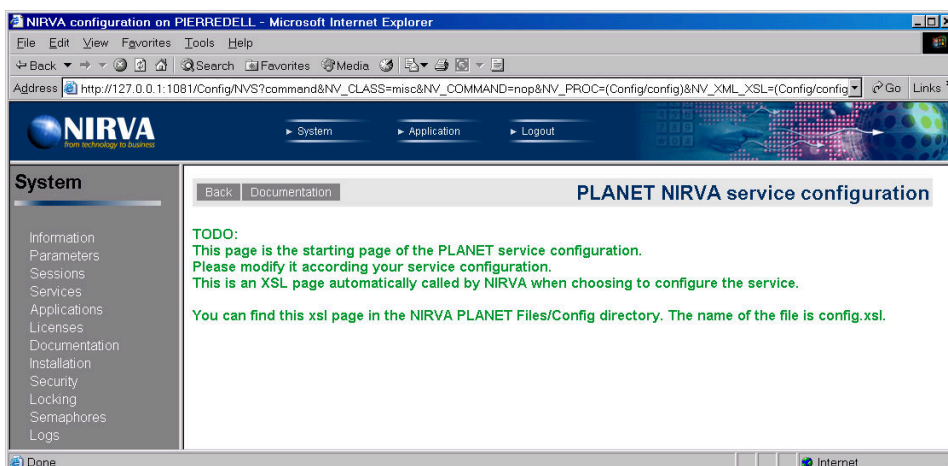 NIRVA configuration on PIERREDELL - Microsoft Internet Explorer
File Edit View Favorites Tools Help
Back Search Favorites Media
Address http://127.0.0.1:1081/Config/NVS?command&NV_CLASS=misc&NV_COMMAND=nop&NV_PROC=(Config/config)&NV_XML_XSL=(Config/config Go Links
NIRVA
from technology to business
System Application Logout
System
Back Documentation
PLANET NIRVA service configuration
Information
Parameters
Sessions
Services
Applications
Licenses
Documentation
Installation
Security
Locking
Semaphores
Logs
TODO:
This page is the starting page of the PLANET service configuration.
Please modify it according your service configuration.
This is an XSL page automatically called by NIRVA when choosing to configure the service.
You can find this xsl page in the NIRVA PLANET Files/Config directory. The name of the file is config.xsl.
Done Internet